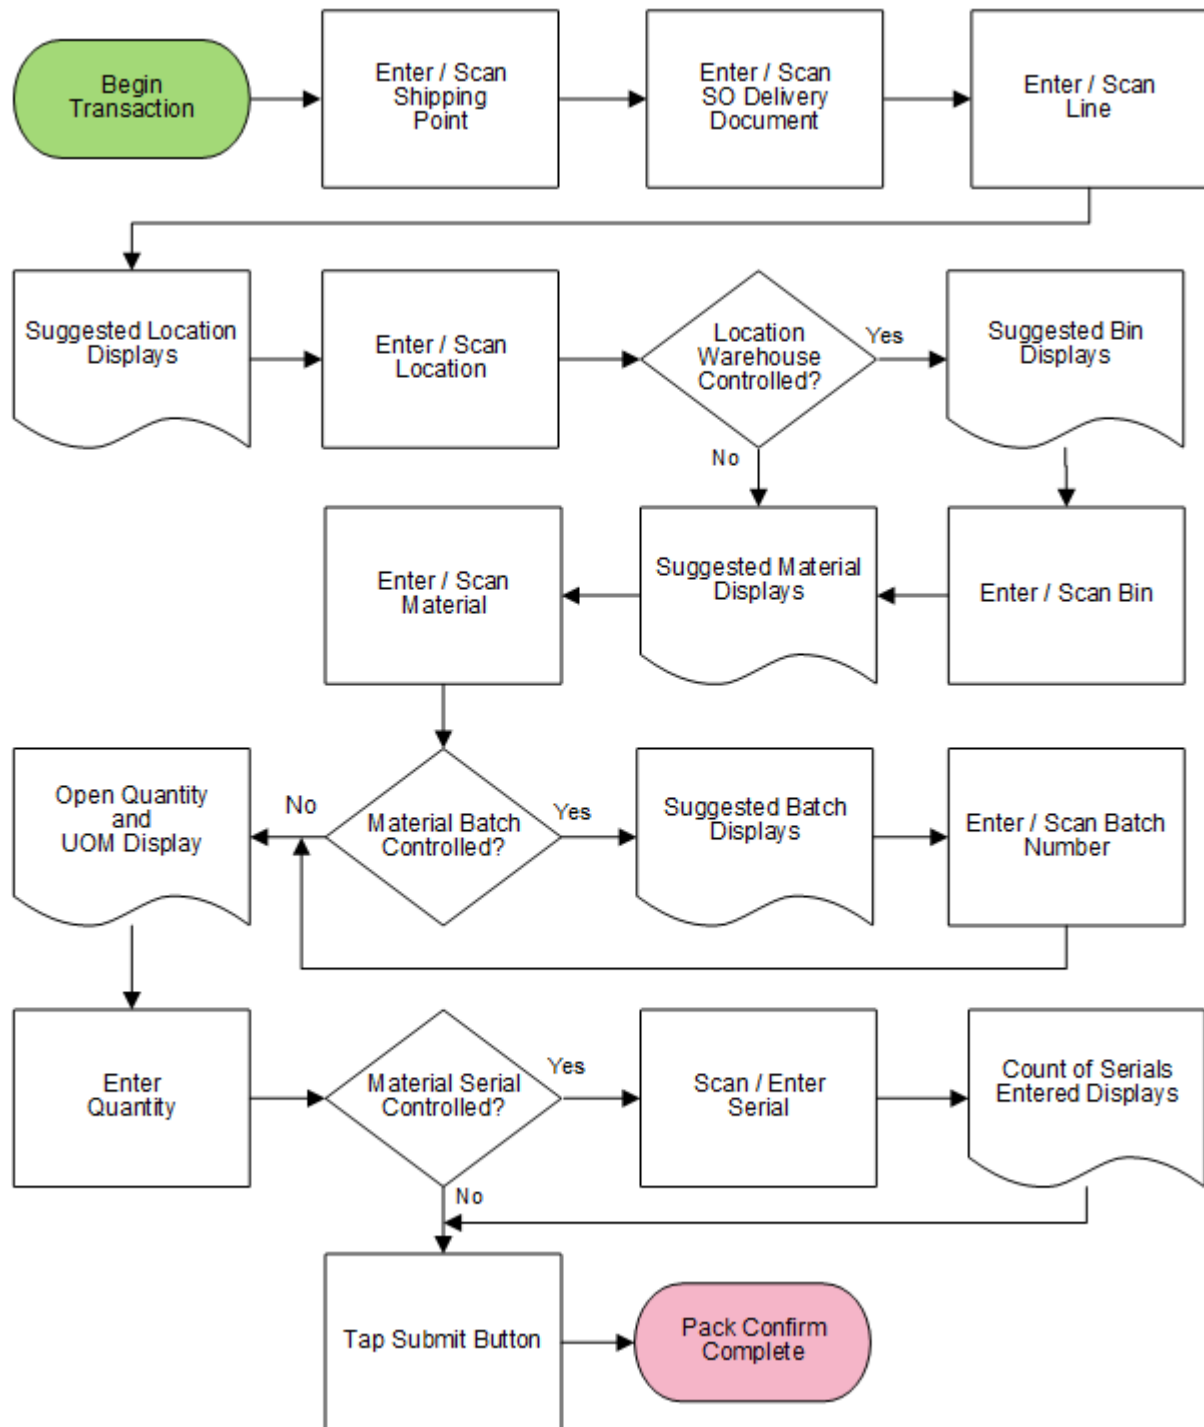 Begin
Transaction
Enter / Scan
Shipping
Point
Enter / Scan
SO Delivery
Document
Enter / Scan
Line
Suggested Location
Displays
Enter / Scan
Location
Location
Warehouse
Controlled?
Yes
No
Suggested Bin
Displays
Enter / Scan
Material
Suggested Material
Displays
Enter / Scan Bin
Open Quantity
and
UOM Display
No
Material Batch
Controlled?
Yes
Suggested Batch
Displays
Enter / Scan Batch
Number
Enter
Quantity
Material Serial
Controlled?
Yes
No
Scan / Enter
Serial
Count of Serials
Entered Displays
Tap Submit Button
Pack Confirm
Complete